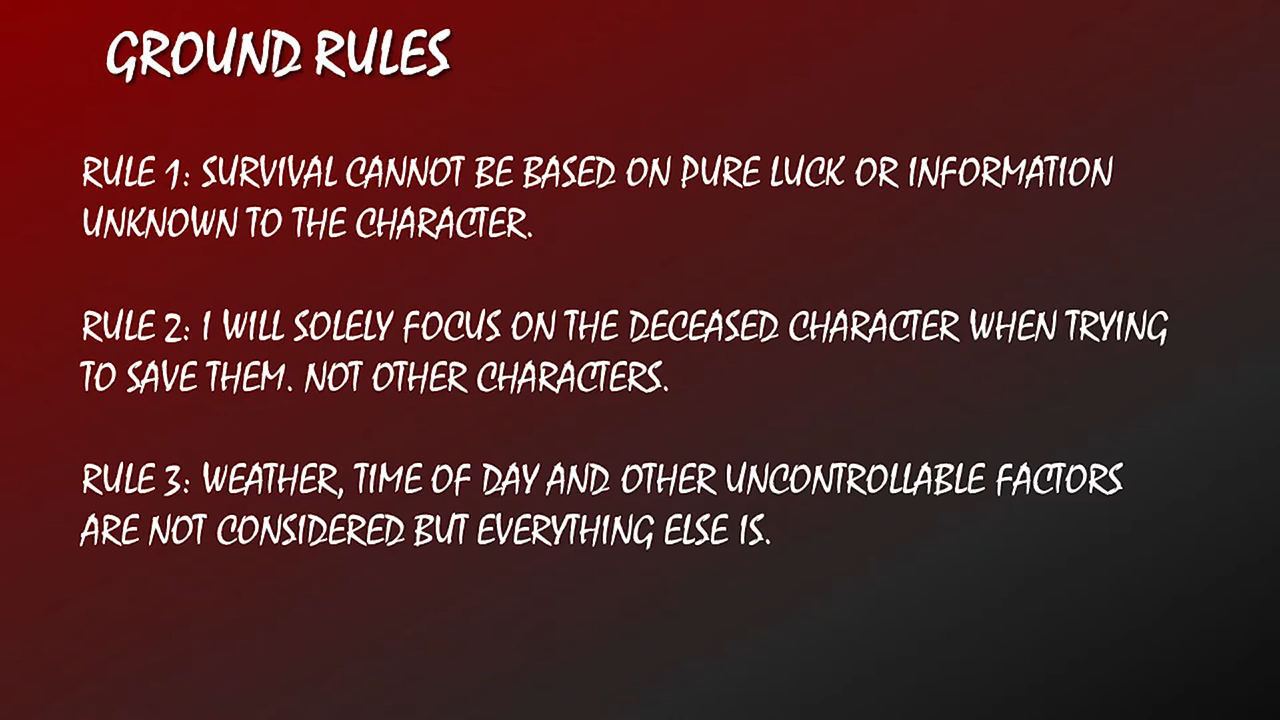 GROUND RULES
RULE 1: SURVIVAL CANNOT BE BASED ON PURE LUCK OR INFORMATION
UNKNOWN TO THE CHARACTER.
RULE 2: I WILL SOLELY FOCUS ON THE DECEASED CHARACTER WHEN TRYING
TO SAVE THEM. NOT OTHER CHARACTERS.
RULE 3: WEATHER, TIME OF DAY AND OTHER UNCONTROLLABLE FACTORS
ARE NOT CONSIDERED BUT EVERYTHING ELSE IS.